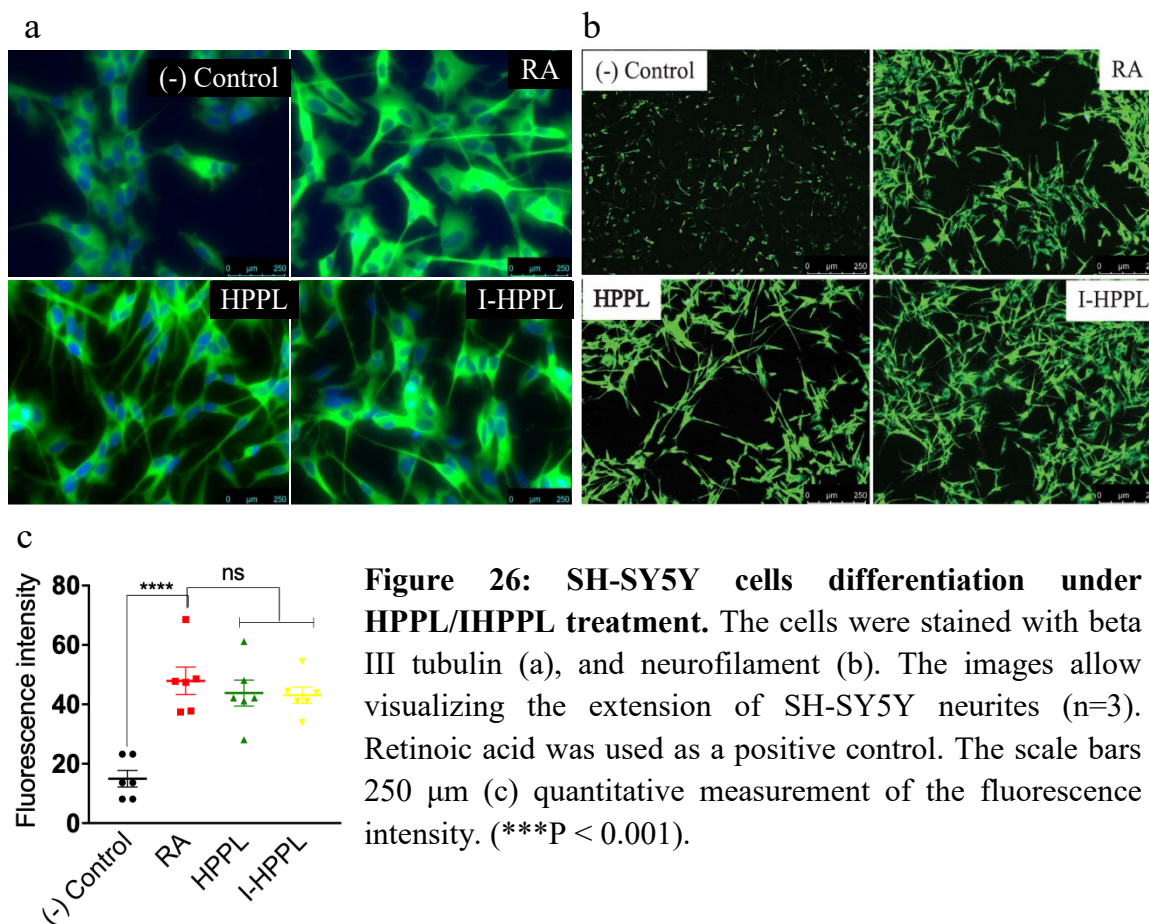 a
b
(-) Control
RA
(-) Control
RA
0 µm 250
0 µm 250
0 µm 250
0 µm 250
HPPL
I-HPPL
HPPL
I-HPPL
0 µm 250
0 µm 250
0 µm 250
0 µm 250
c
Fluorescence intensity
80
60
40
20
0
**** 
ns
(-) Control
RA
HPPL
I-HPPL
Figure 26: SH-SY5Y cells differentiation under
HPPL/IHPPL treatment. The cells were stained with beta
III tubulin (a), and neurofilament (b). The images allow
visualizing the extension of SH-SY5Y neurites (n=3).
Retinoic acid was used as a positive control. The scale bars
250 µm (c) quantitative measurement of the fluorescence
intensity. (***P < 0.001).